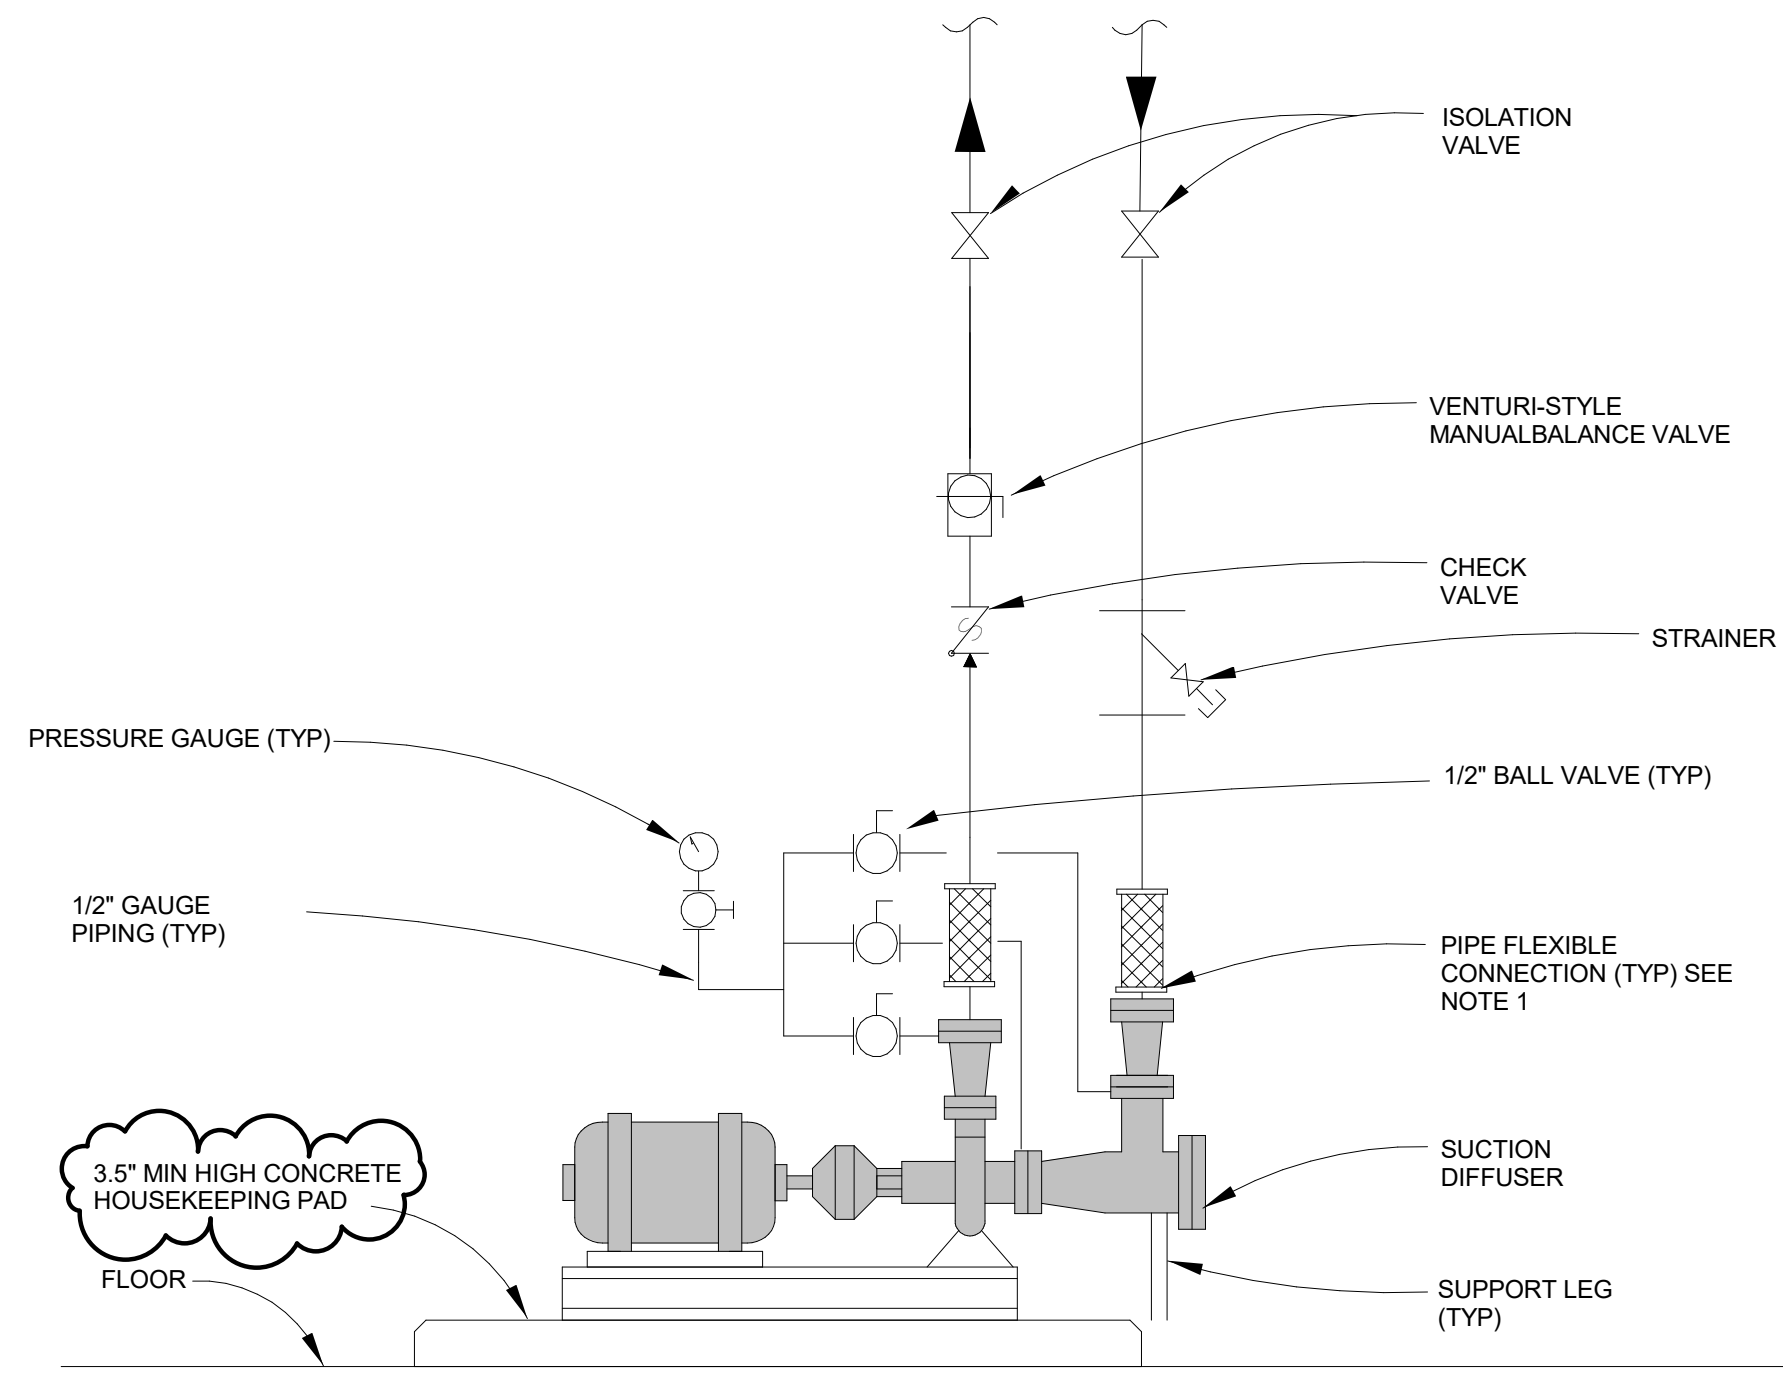 ISOLATION
VALVE
VENTURI-STYLE
MANUALBALANCE VALVE
CHECK
VALVE
S
STRAINER
PRESSURE GAUGE (TYP)
1/2" BALL VALVE (TYP)
1/2" GAUGE
PIPING (TYP)
PIPE FLEXIBLE
CONNECTION (TYP) SEE
NOTE 1
SUCTION
DIFFUSER
3.5" MIN HIGH CONCRETE
HOUSEKEEPING PAD
FLOOR
SUPPORT LEG
(TYP)